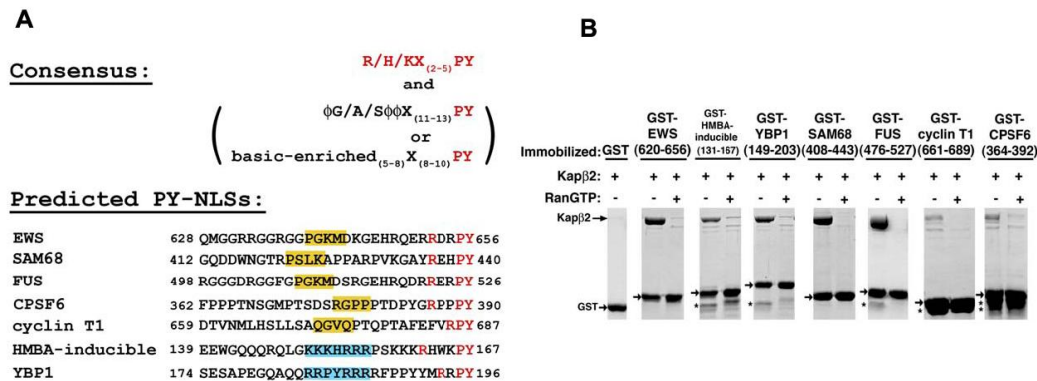 A
Consensus:
R/H/KX(2-5)PY
and
ϕG/A/SϕϕX(11-13)PY
or
basic-enriched(5-8)X(8-10)PY
Predicted PY-NLSs:
EWS 628 QMGGRRGGRGGPGKMDKGEHRQERRDRPY 656
SAM68 412 GQDDWNGTRPSLKAPPARPVKGAYREHPY 440
FUS 498 RGGRGGGDRGGFGPGKMDSRGEHRQDRRERPY 526
CPSF6 362 FPPPTNSGMPTSDSRGPPPTDPYGRPPPY 390
cyclin T1 659 DTVNMLHSLLSAQGVQPTQPTAFEFVRPY 687
HMBA-inducible 139 EEWGQQQRQLGKKKHRRRPSKKKRHWKPY 167
YBP1 174 SESAPEGQAQQRRPYRRRRFPPYYMRRPY 196
B
Immobilized:
GST
GST-EWS (620-656)
GST-HMBA-inducible (131-167)
GST-YBP1 (149-203)
GST-SAM68 (408-443)
GST-FUS (476-527)
GST-cyclin T1 (661-689)
GST-CPSF6 (364-392)
Kapβ2 + + + + + + + + + + + + + + +
RanGTP - - + - + - + - + - + - + - +
Kapβ2
GST
* * * * * * *